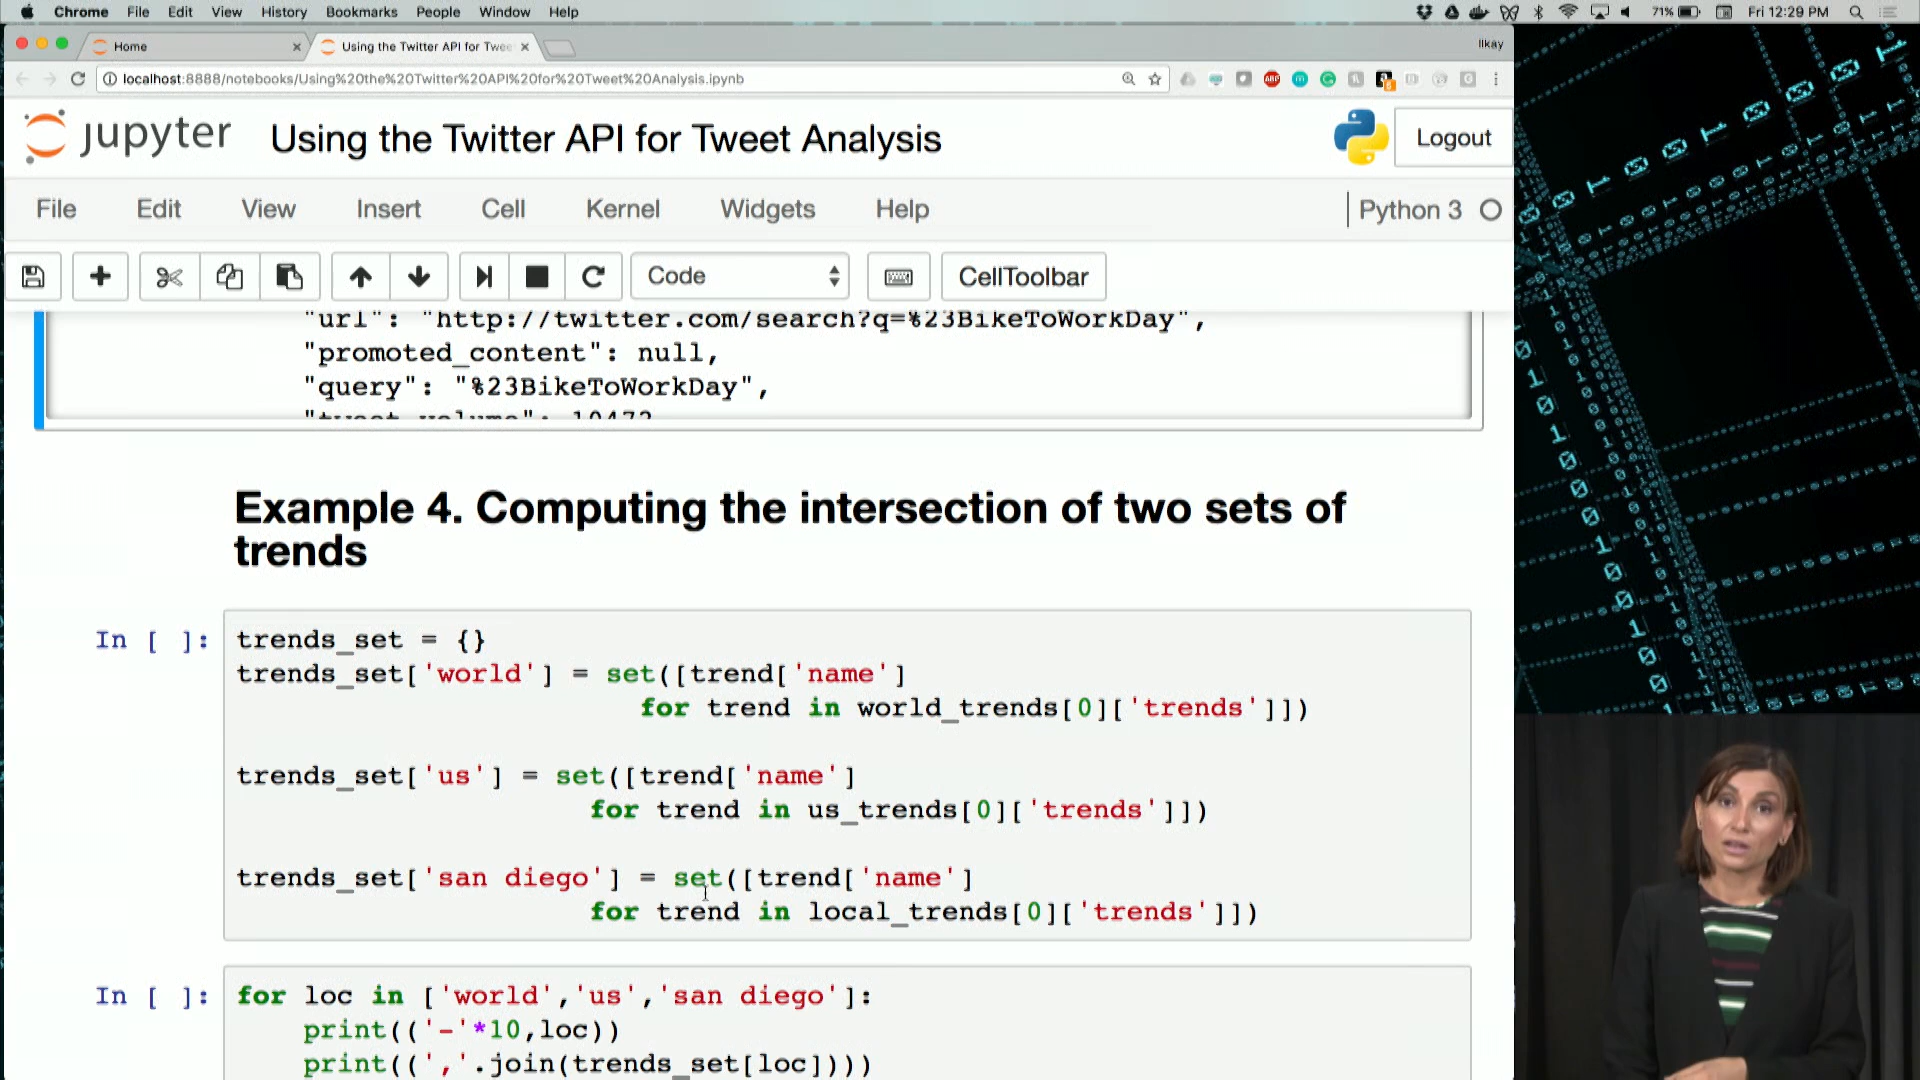 Chrome File Edit View History Bookmarks People Window Help 71% Fri 12:29 PM
Home Using the Twitter API for Twee Ilkay
localhost:8888/notebooks/Using%20the%20Twitter%20API%20for%20Tweet%20Analysis.ipynb ABP
jupyter Using the Twitter API for Tweet Analysis Logout
File Edit View Insert Cell Kernel Widgets Help Python 3
Code CellToolbar
"url": "http://twitter.com/search?q=%23BikeToWorkDay",
"promoted_content": null,
"query": "%23BikeToWorkDay",
"tweet_volume": 10472
Example 4. Computing the intersection of two sets of
trends
In [ ]: trends_set = {}
trends_set['world'] = set([trend['name']
for trend in world_trends[0]['trends']])
trends_set['us'] = set([trend['name']
for trend in us_trends[0]['trends']])
trends_set['san diego'] = set([trend['name']
for trend in local_trends[0]['trends']])
In [ ]: for loc in ['world','us','san diego']:
print(('-'*10,loc))
print((','.join(trends_set[loc])))